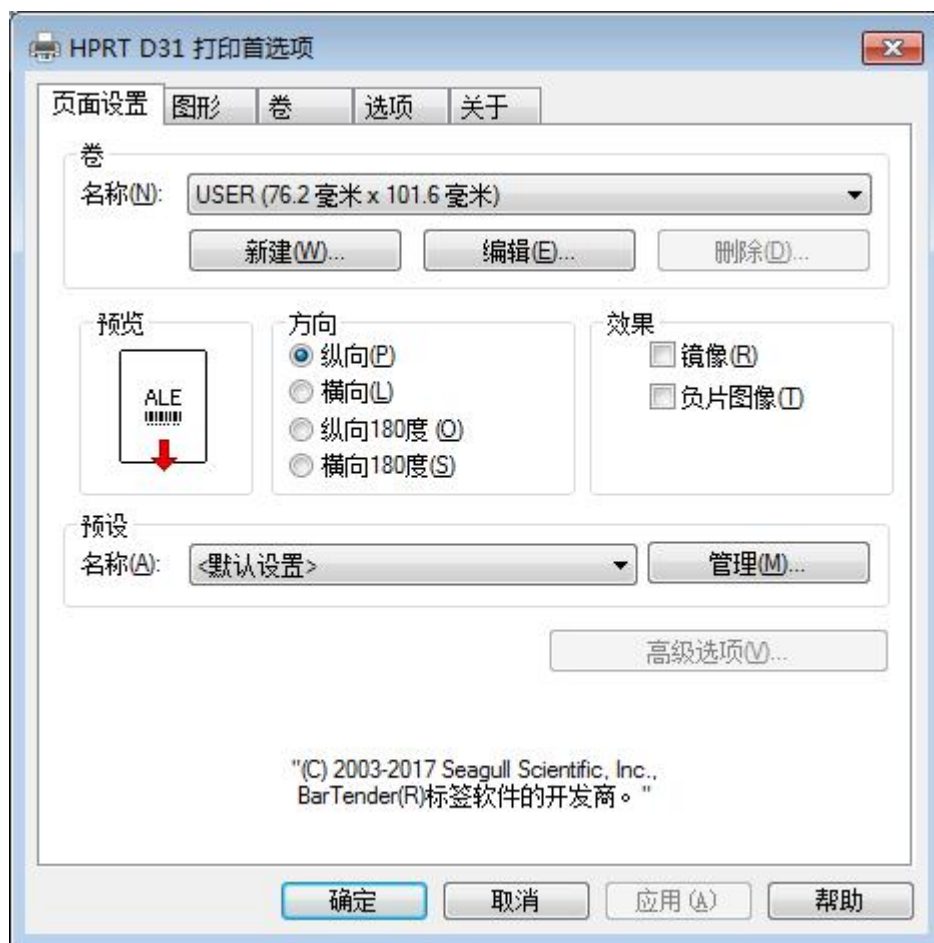 HPRT D31 打印首选项
页面设置 图形 卷 选项 关于
卷
名称(N): USER (76.2 毫米 x 101.6 毫米)
新建(W)... 编辑(E)... 删除(D)...
预览 方向 效果
ALE
纵向(P)
横向(L)
纵向180度 (O)
横向180度(S)
镜像(R)
负片图像(T)
预设
名称(A): <默认设置> 管理(M)...
高级选项(V)...
"(C) 2003-2017 Seagull Scientific, Inc.,
BarTender(R)标签软件的开发商。"
确定 取消 应用(A) 帮助